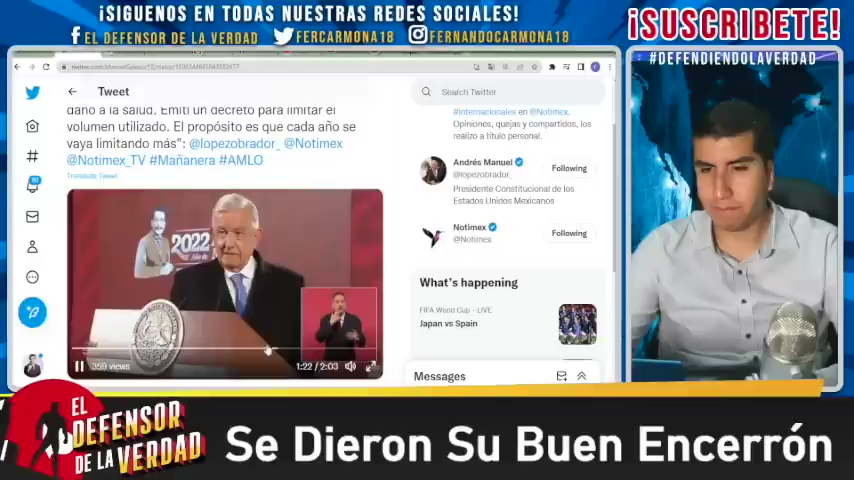 ¡SIGUENOS EN TODAS NUESTRAS REDES SOCIALES!
EL DEFENSOR DE LA VERDAD
FERCARMONA18
FERNANDOCARMONA18
¡SUSCRIBETE!
#DEFENDIENDOLAVERDAD
Tweet
Search Twitter
daño a la salud. Emití un decreto para limitar el
volumen utilizado. El propósito es que cada año se
vaya limitando más": @lopezobrador_ @Notimex
@Notimex_TV #Mañanera #AMLO
Translate Tweet
2022
359 views
1:22 / 2:03
#internacionales en @Notimex.
Opiniones, quejas y compartidos, los
realizo a título personal.
Andrés Manuel
@lopezobrador_
Following
Presidente Constitucional de los
Estados Unidos Mexicanos
Notimex
@Notimex
Following
What's happening
FIFA World Cup · LIVE
Japan vs Spain
Messages
EL
DEFENSOR
DE LA VERDAD
Se Dieron Su Buen Encerrón